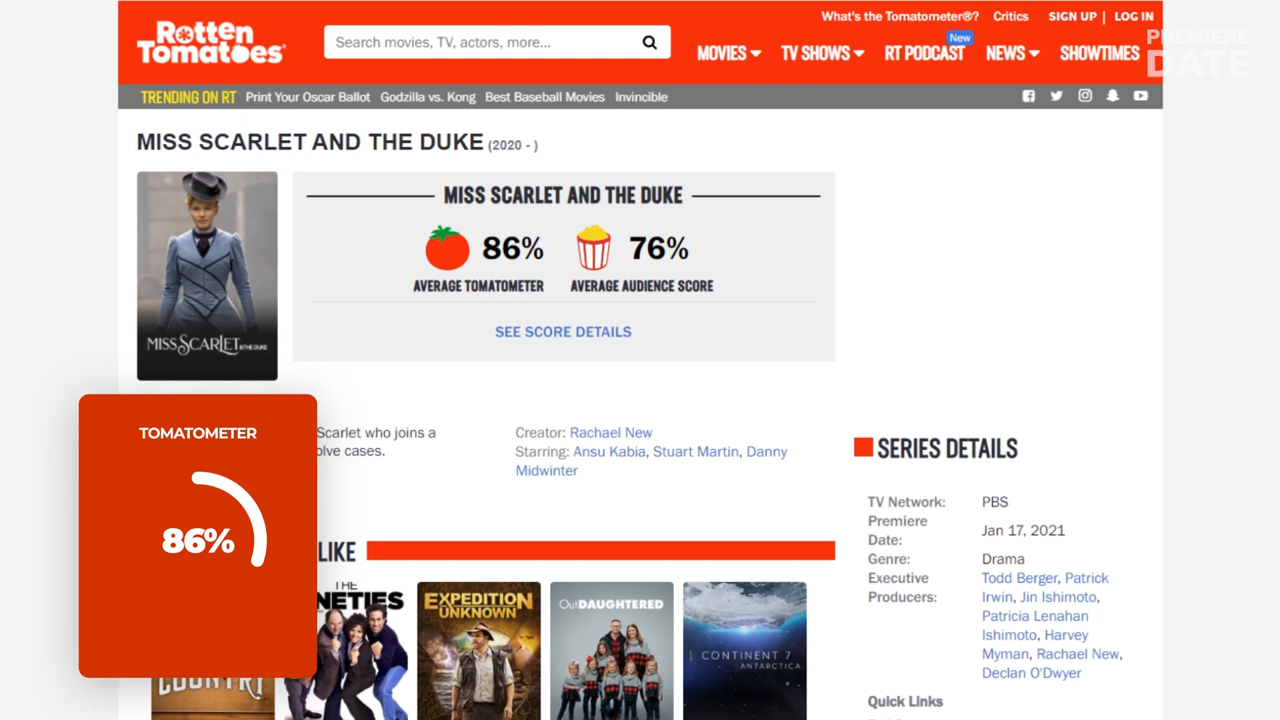 What's the Tomatometer®? Critics SIGN UP | LOG IN
PREMIERE
DATE
Rotten
Tomatoes®
Search movies, TV, actors, more...
New
MOVIES TV SHOWS RT PODCAST NEWS SHOWTIMES
TRENDING ON RT Print Your Oscar Ballot Godzilla vs. Kong Best Baseball Movies Invincible
MISS SCARLET AND THE DUKE (2020 - )
MISS SCARLET & THE DUKE
MISS SCARLET AND THE DUKE
86% 76%
AVERAGE TOMATOMETER AVERAGE AUDIENCE SCORE
SEE SCORE DETAILS
TOMATOMETER
86%
Scarlet who joins a
olve cases.
Creator: Rachael New
Starring: Ansu Kabia, Stuart Martin, Danny
Midwinter
LIKE
THE
NETIES
EXPEDITION
UNKNOWN
OutDAUGHTERED
CONTINENT 7
ANTARCTICA
COUNTRY
SERIES DETAILS
TV Network: PBS
Premiere
Date: Jan 17, 2021
Genre: Drama
Executive
Producers: Todd Berger, Patrick
Irwin, Jin Ishimoto,
Patricia Lenahan
Ishimoto, Harvey
Myman, Rachael New,
Declan O'Dwyer
Quick Links